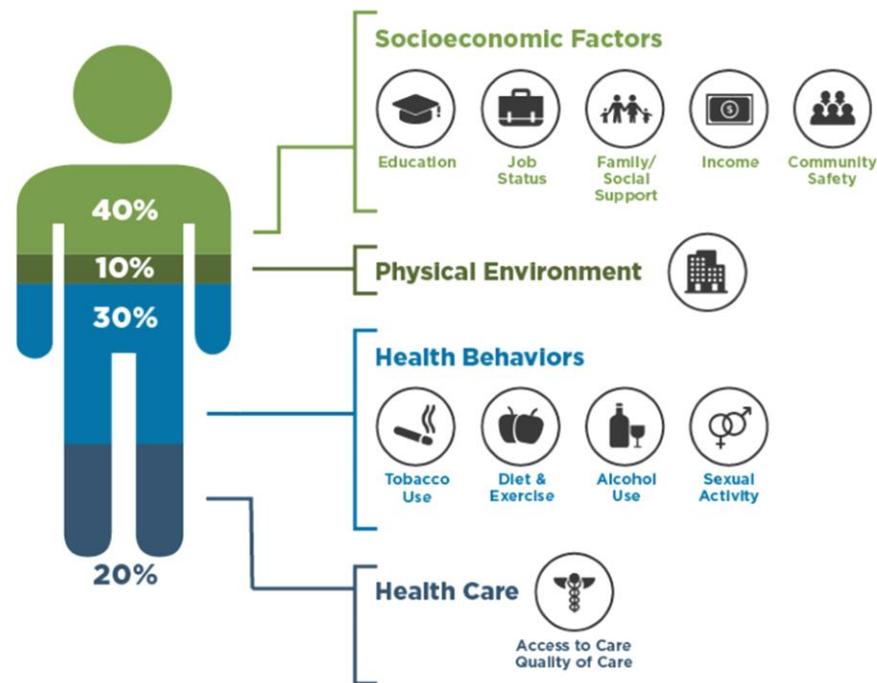 Socioeconomic Factors
Education
Job
Status
Family/
Social
Support
Income
Community
Safety
40%
10%
Physical Environment
30%
Health Behaviors
Tobacco
Use
Diet &
Exercise
Alcohol
Use
Sexual
Activity
20%
Health Care
Access to Care
Quality of Care